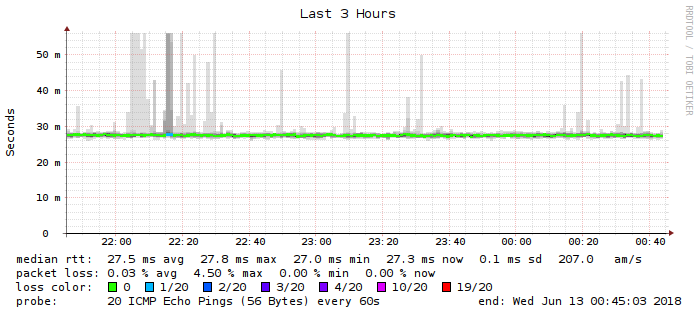 Last 3 Hours
RRDTOOL / TOBI OETIKER
Seconds
50 m
40 m
30 m
20 m
10 m
0
22:00 22:20 22:40 23:00 23:20 23:40 00:00 00:20 00:40
median rtt: 27.5 ms avg 27.8 ms max 27.0 ms min 27.3 ms now 0.1 ms sd 207.0 am/s
packet loss: 0.03 % avg 4.50 % max 0.00 % min 0.00 % now
loss color: 0 1/20 2/20 3/20 4/20 10/20 19/20
probe: 20 ICMP Echo Pings (56 Bytes) every 60s end: Wed Jun 13 00:45:03 2018